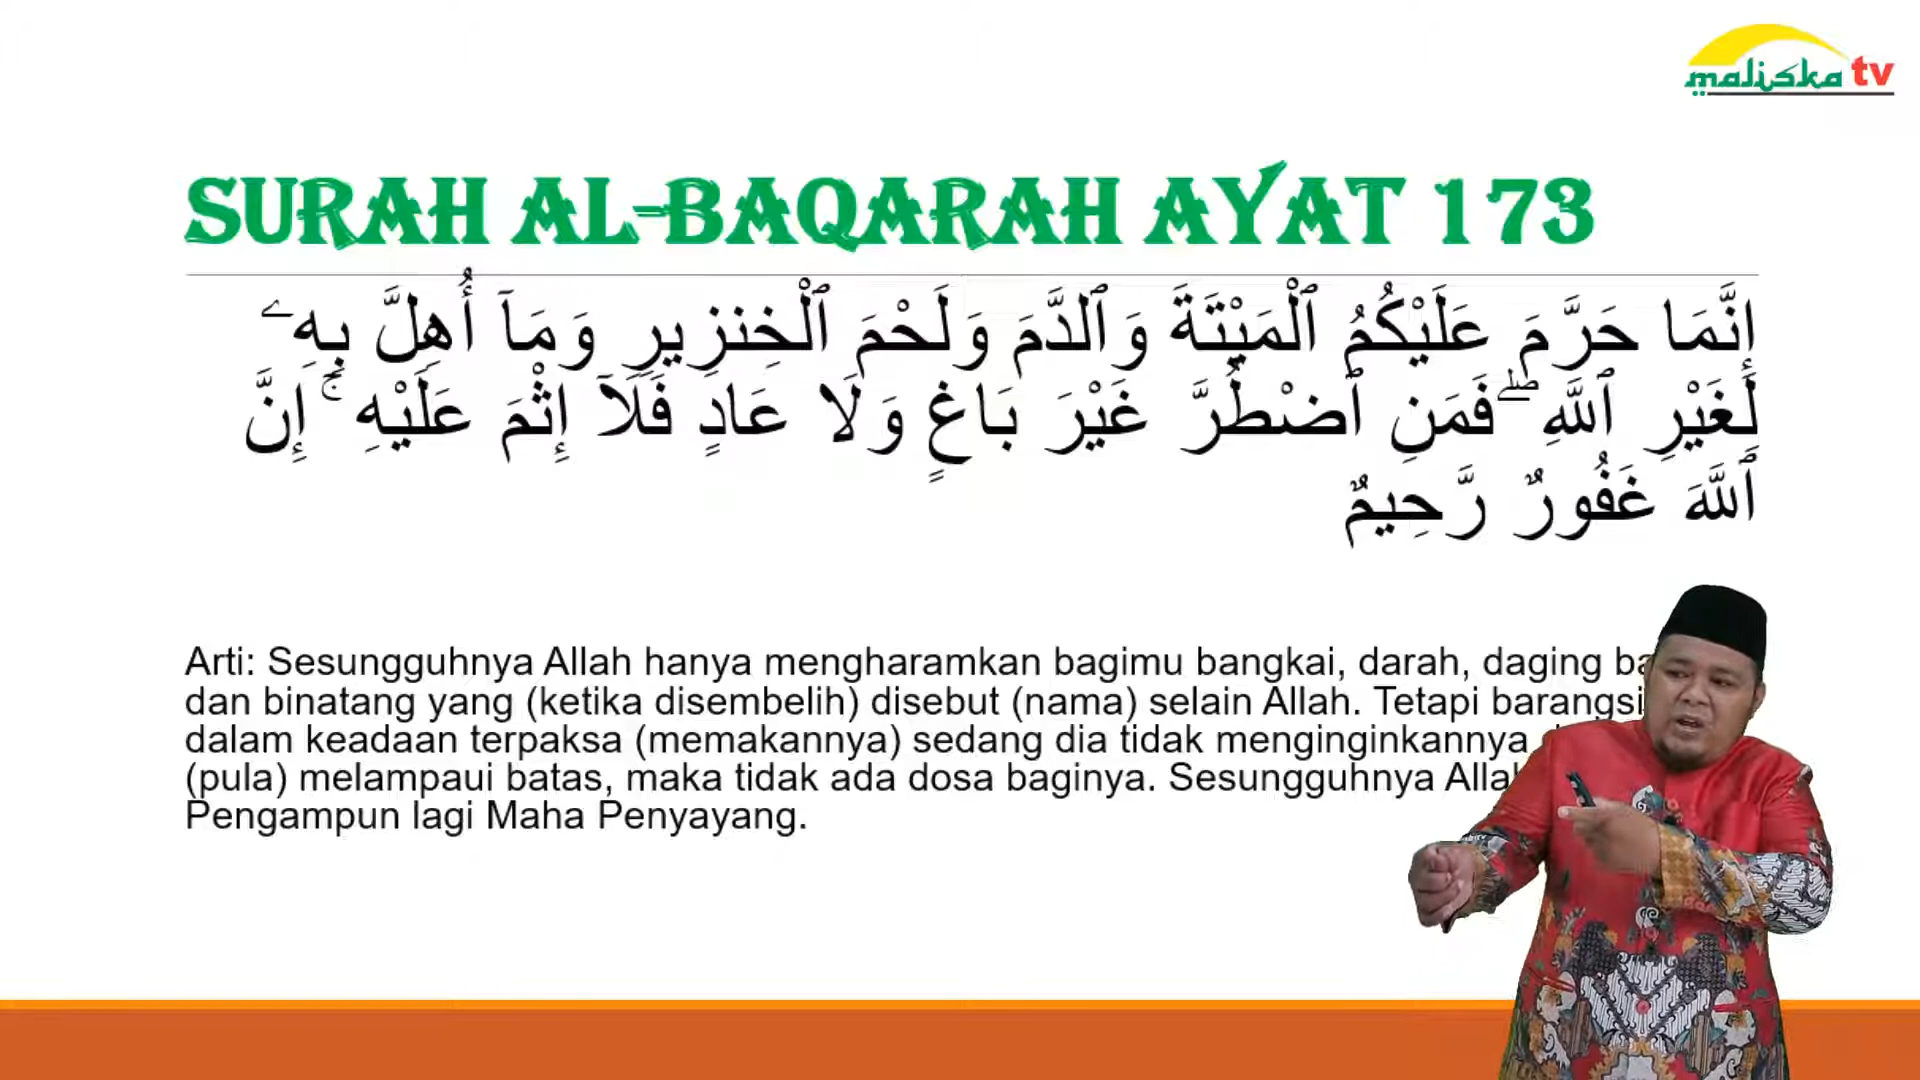 maliska tv
SURAH AL-BAQARAH AYAT 173
إِنَّمَا حَرَّمَ عَلَيْكُمُ ٱلْمَيْتَةَ وَٱلدَّمَ وَلَحْمَ ٱلْخِنزِيرِ وَمَآ أُهِلَّ بِهِۦ
لِغَيْرِ ٱللَّهِ ۖ فَمَنِ ٱضْطُرَّ غَيْرَ بَاغٍ وَلَا عَادٍ فَلَآ إِثْمَ عَلَيْهِ ۚ إِنَّ
ٱللَّهَ غَفُورٌ رَّحِيمٌ
Arti: Sesungguhnya Allah hanya mengharamkan bagimu bangkai, darah, daging
dan binatang yang (ketika disembelih) disebut (nama) selain Allah. Tetapi
dalam keadaan terpaksa (memakannya) sedang dia tidak menginginkannya
(pula) melampaui batas, maka tidak ada dosa baginya. Sesungguhnya Allah
Pengampun lagi Maha Penyayang.